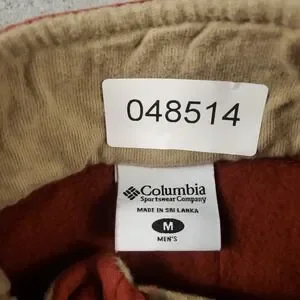 048514
Columbia
Sportswear Company
MADE IN SRI LANKA
M
MEN'S